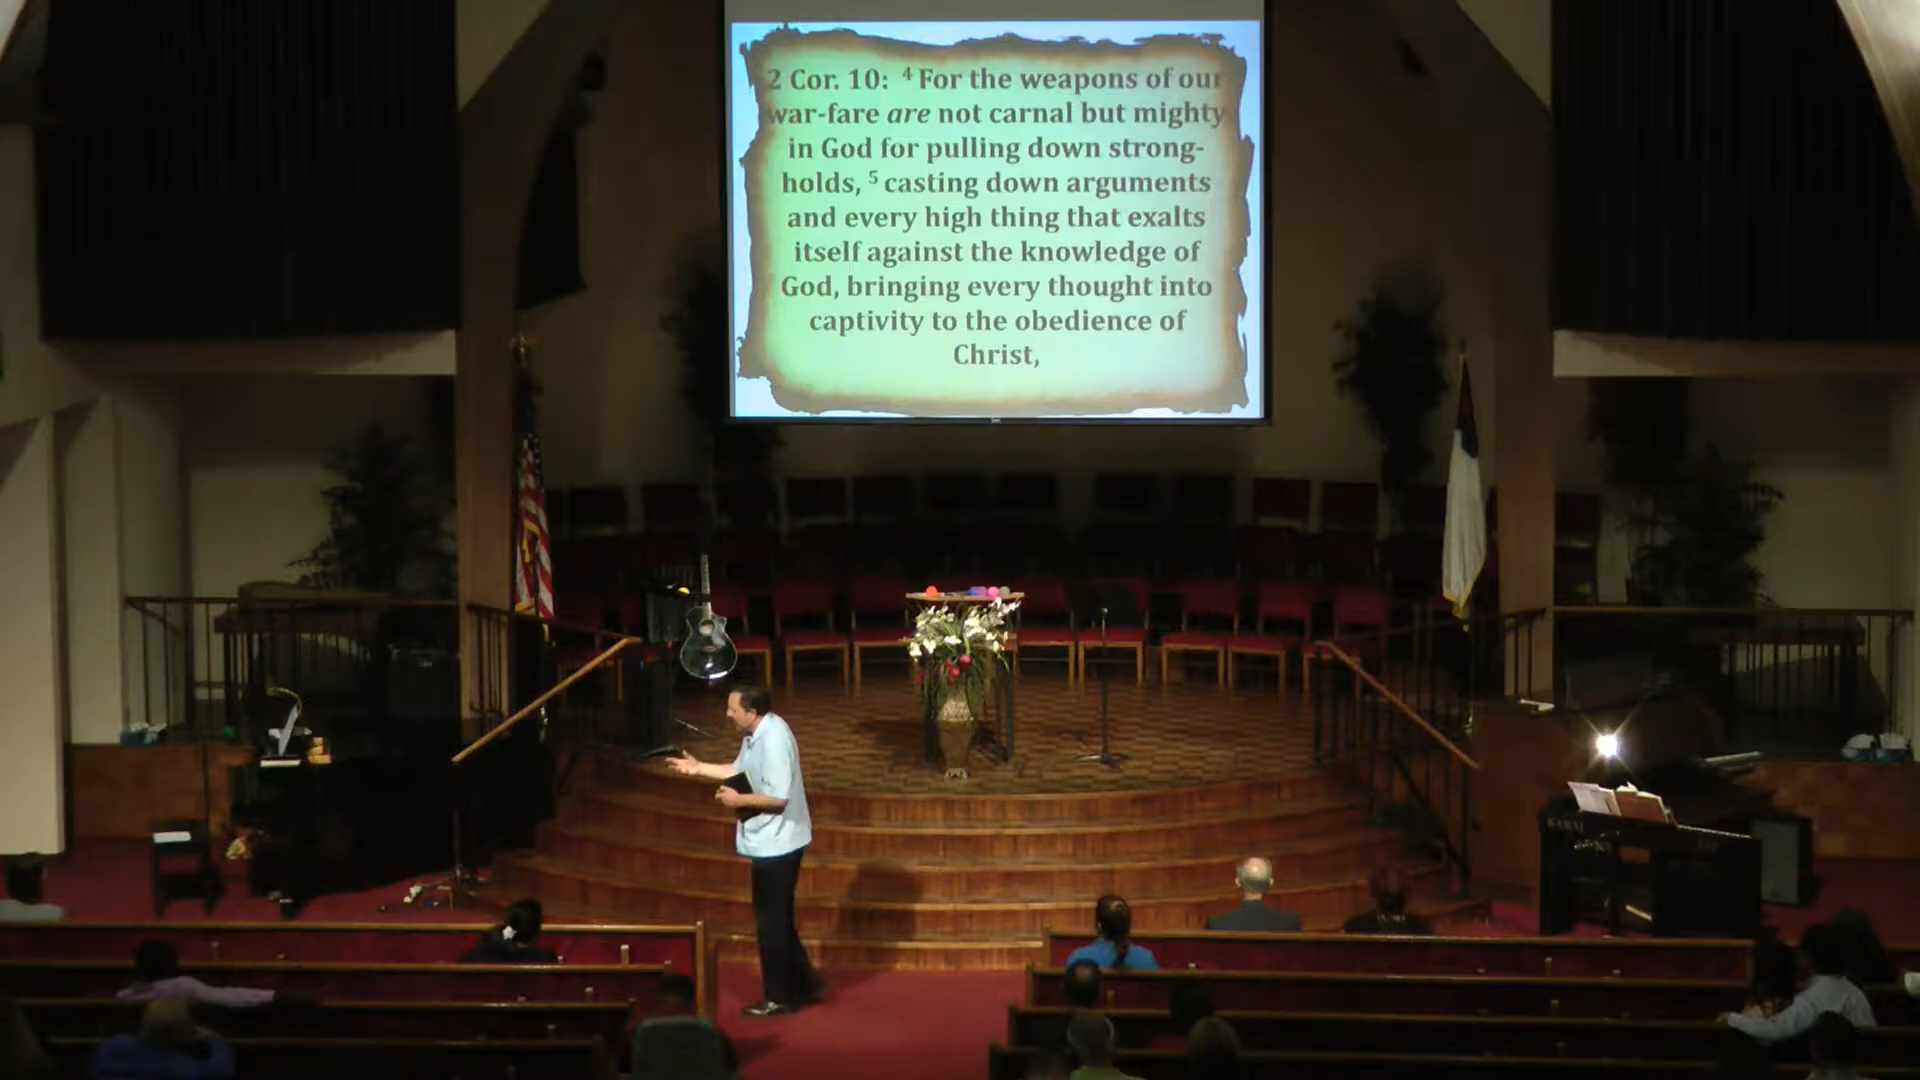 2 Cor. 10: ⁴ For the weapons of our
war-fare are not carnal but mighty
in God for pulling down strong-
holds, ⁵ casting down arguments
and every high thing that exalts
itself against the knowledge of
God, bringing every thought into
captivity to the obedience of
Christ,
KAWAI